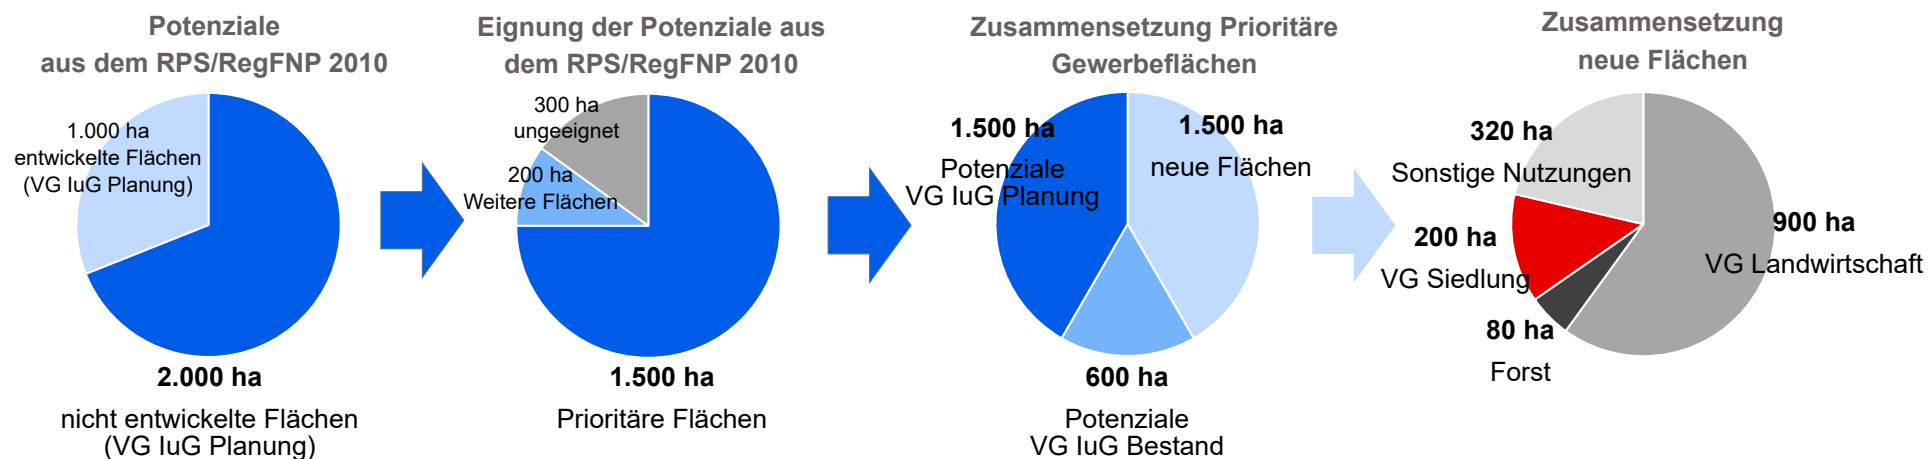 Potenziale
aus dem RPS/RegFNP 2010
1.000 ha
entwickelte Flächen
(VG IuG Planung)
2.000 ha
nicht entwickelte Flächen
(VG IuG Planung)
Eignung der Potenziale aus
dem RPS/RegFNP 2010
300 ha
ungeeignet
200 ha
Weitere Flächen
1.500 ha
Prioritäre Flächen
Zusammensetzung Prioritäre
Gewerbeflächen
1.500 ha
Potenziale
VG IuG Planung
1.500 ha
neue Flächen
600 ha
Potenziale
VG IuG Bestand
Zusammensetzung
neue Flächen
320 ha
Sonstige Nutzungen
200 ha
VG Siedlung
80 ha
Forst
900 ha
VG Landwirtschaft